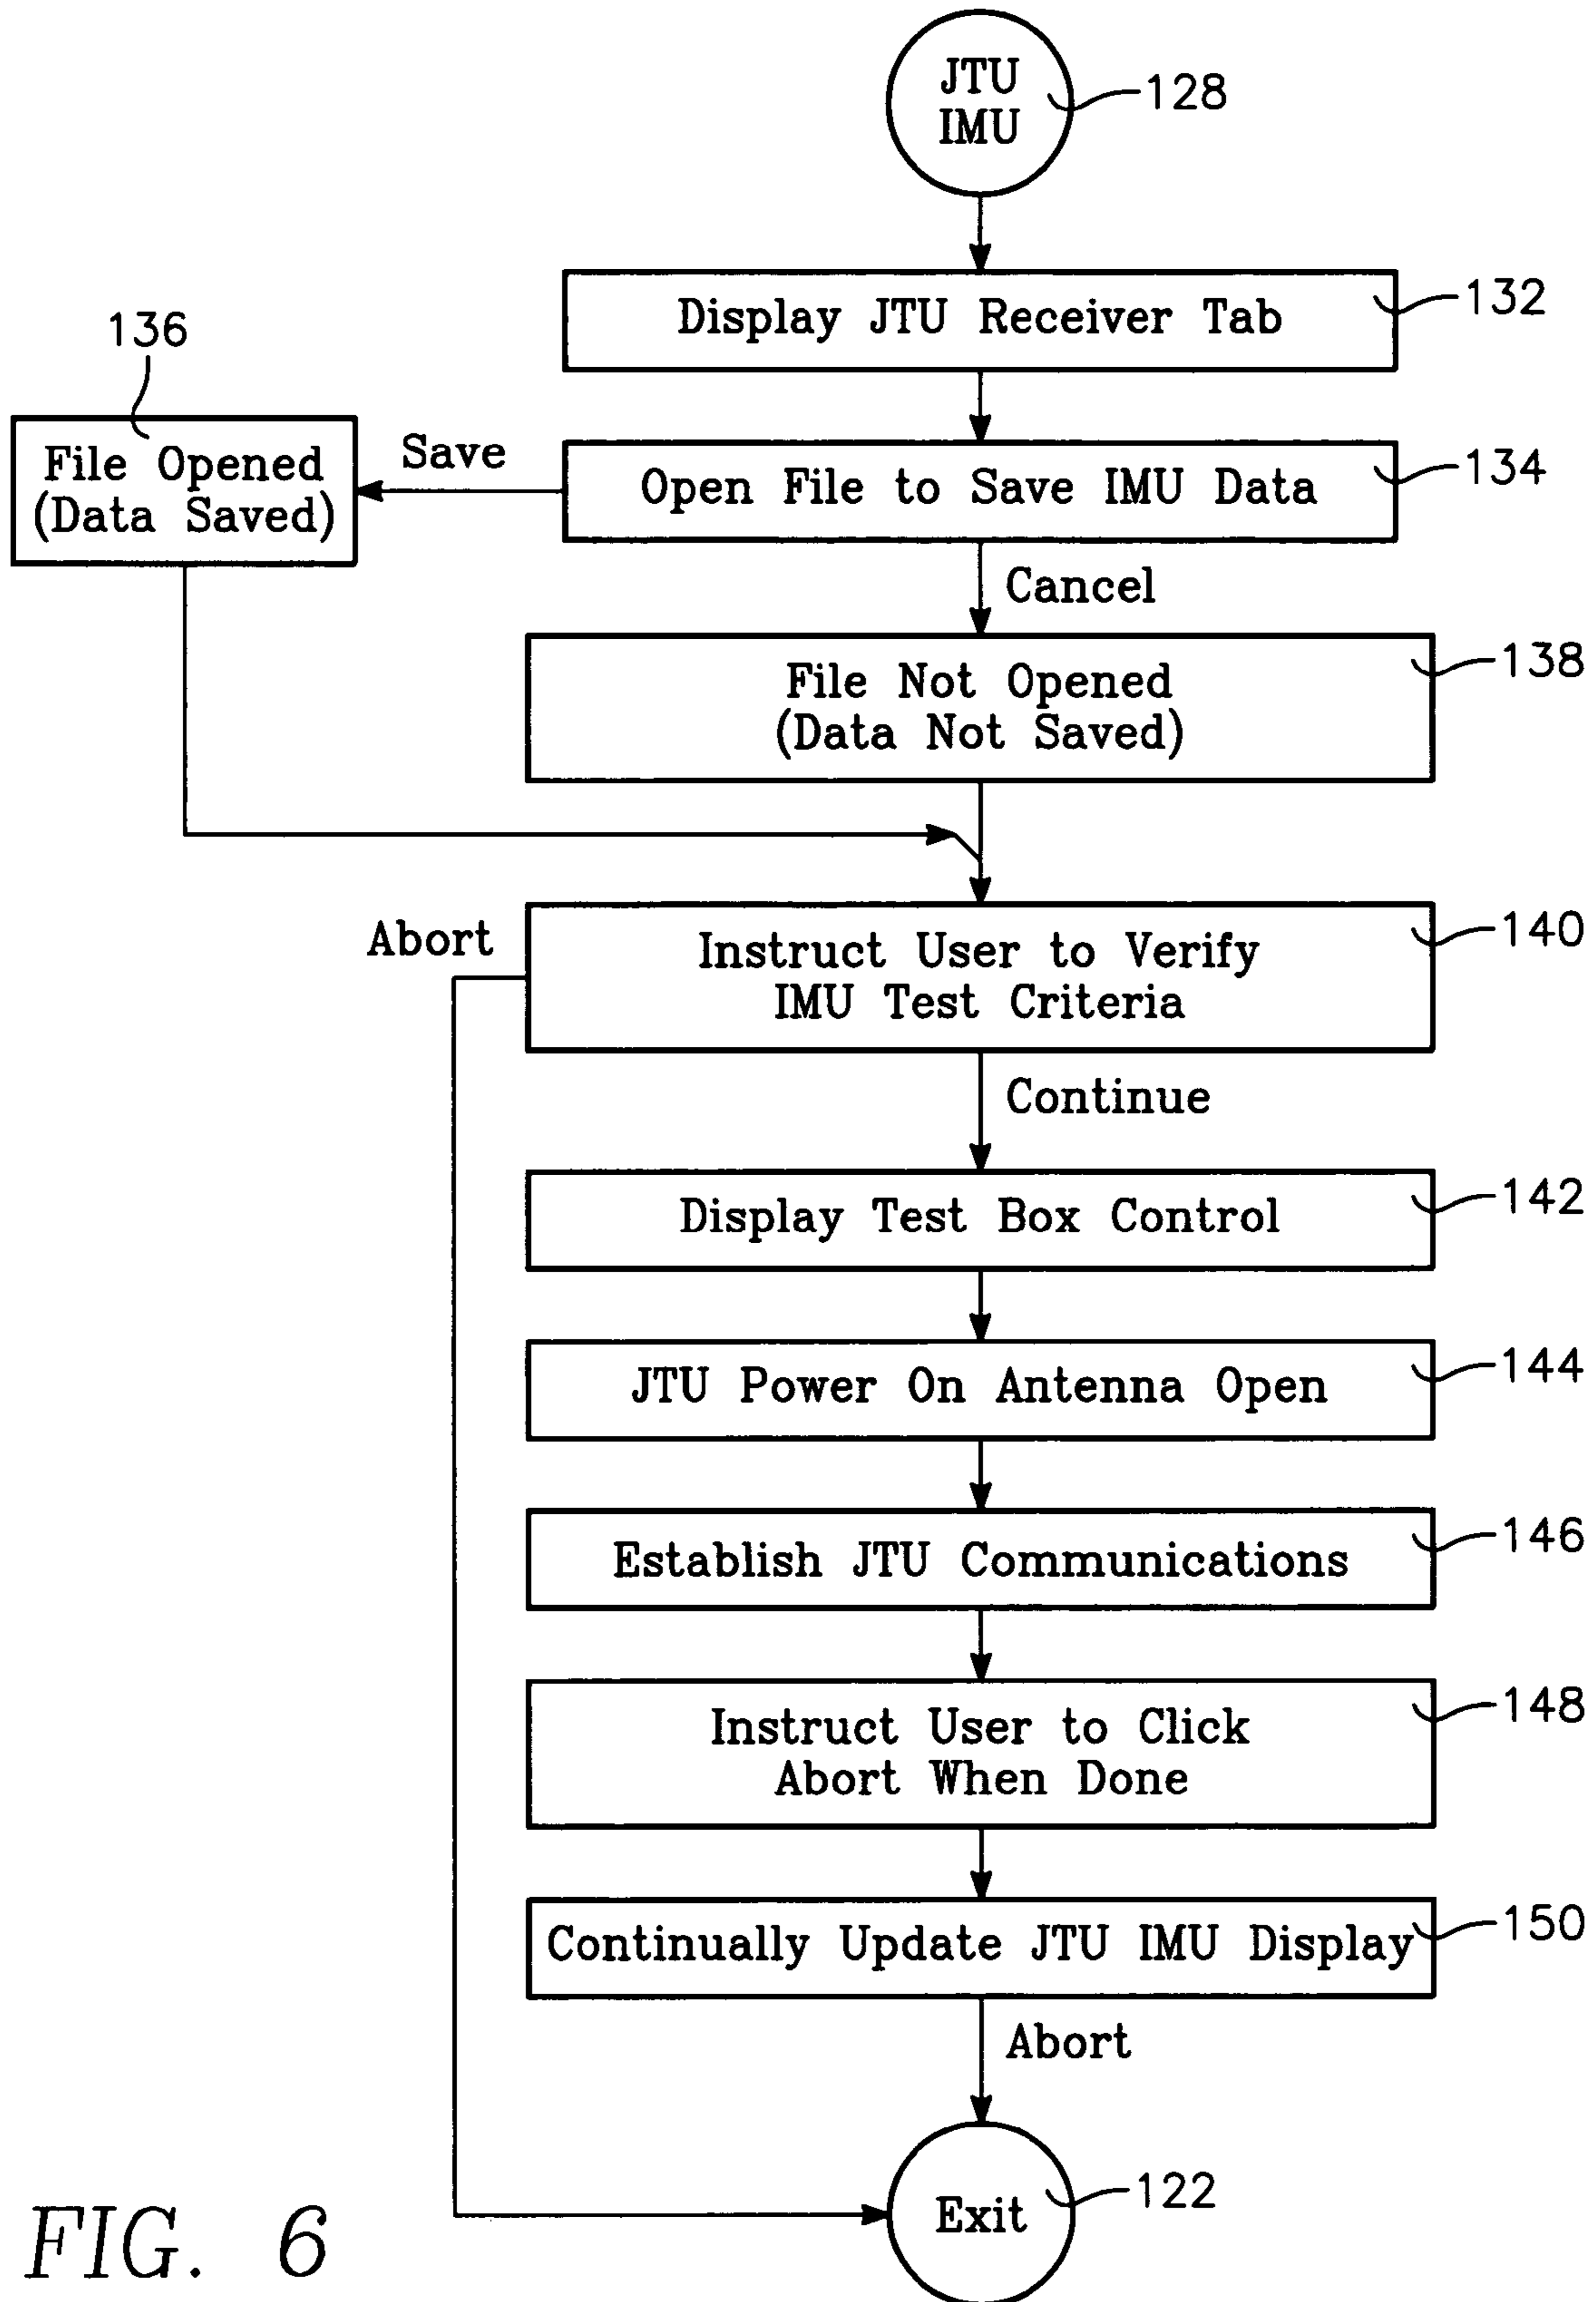 JTU
IMU
128
Display JTU Receiver Tab
132
136
File Opened
(Data Saved)
Save
Open File to Save IMU Data
134
Cancel
File Not Opened
(Data Not Saved)
138
Abort
Instruct User to Verify
IMU Test Criteria
140
Continue
Display Test Box Control
142
JTU Power On Antenna Open
144
Establish JTU Communications
146
Instruct User to Click
Abort When Done
148
Continually Update JTU IMU Display
150
Abort
Exit
122
FIG. 6